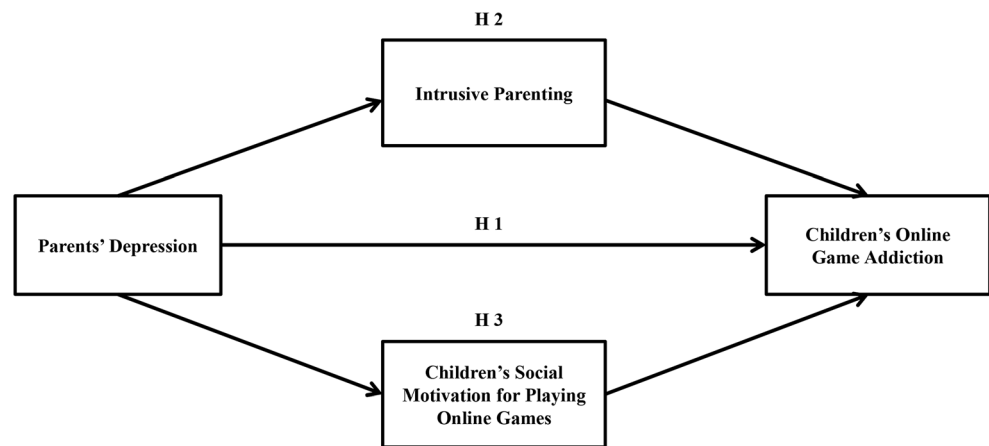 H 2
Intrusive Parenting
Parents’ Depression
H 1
Children’s Online
Game Addiction
H 3
Children’s Social
Motivation for Playing
Online Games